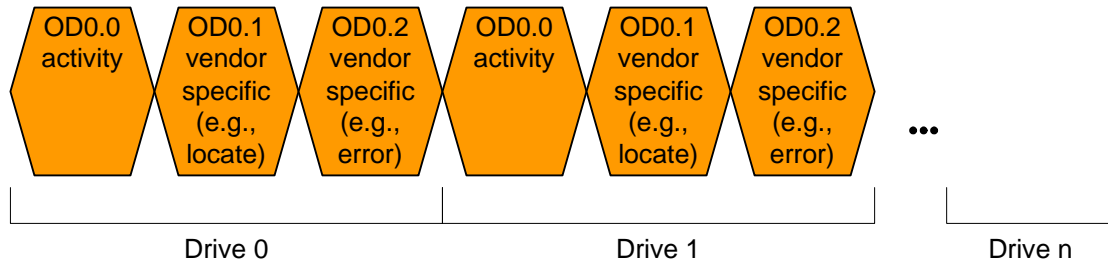 OD0.0
activity
OD0.1
vendor
specific
(e.g.,
locate)
OD0.2
vendor
specific
(e.g.,
error)
OD0.0
activity
OD0.1
vendor
specific
(e.g.,
locate)
OD0.2
vendor
specific
(e.g.,
error)
...
Drive 0
Drive 1
Drive n